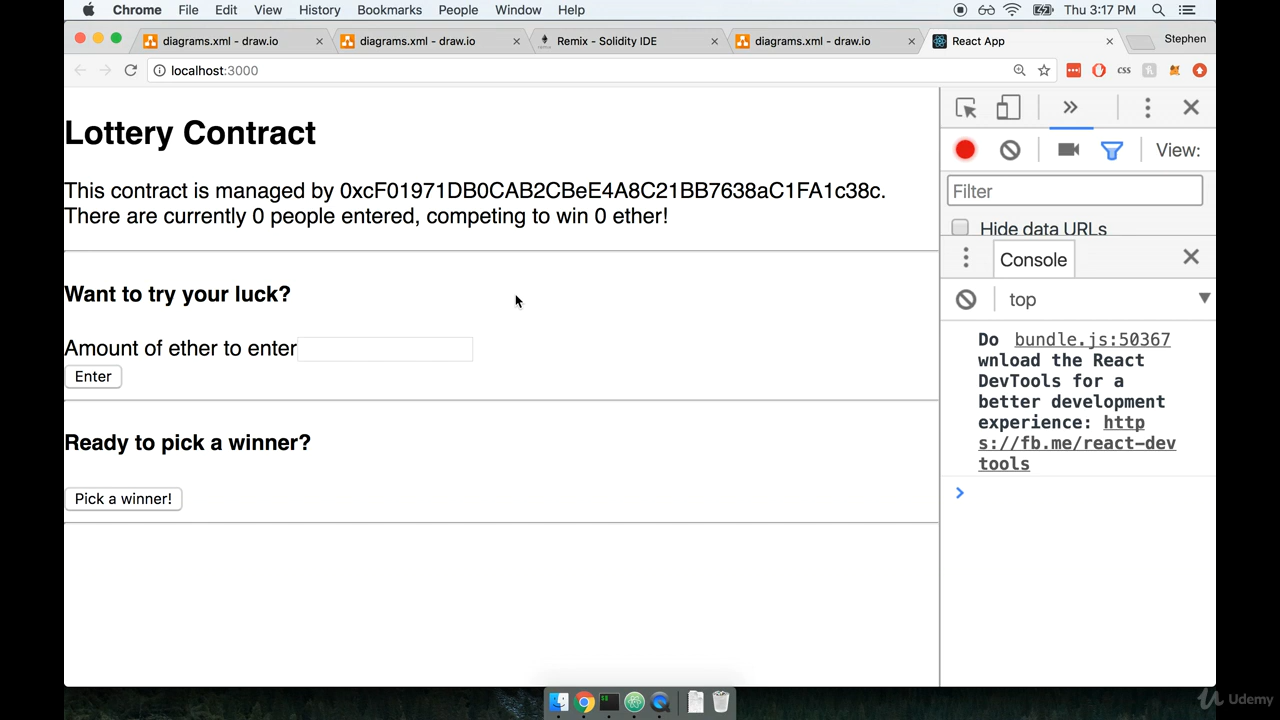 Chrome File Edit View History Bookmarks People Window Help Thu 3:17 PM
diagrams.xml - draw.io × diagrams.xml - draw.io × Remix - Solidity IDE × diagrams.xml - draw.io × React App × Stephen
localhost:3000 CSS
Lottery Contract
This contract is managed by 0xcF01971DB0CAB2CBeE4A8C21BB7638aC1FA1c38c.
There are currently 0 people entered, competing to win 0 ether!
Want to try your luck?
Amount of ether to enter
Enter
Ready to pick a winner?
Pick a winner!
View:
Filter
Hide data URLs
Console
top
Do bundle.js:50367
wnload the React
DevTools for a
better development
experience: http
s://fb.me/react-dev
tools
Udemy